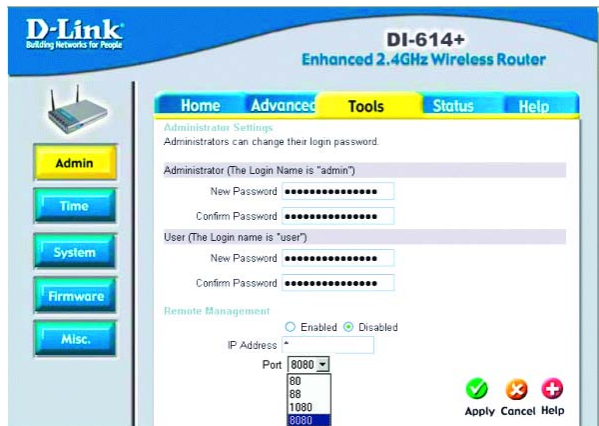 D-Link
Building Networks for People
DI-614+
Enhanced 2.4GHz Wireless Router
Home Advanced Tools Status Help
Administrator Settings
Administrators can change their login password.
Admin
Administrator (The Login Name is "admin")
New Password •••••••••••••••
Confirm Password •••••••••••••••
Time
User (The Login name is "user")
New Password •••••••••••••••
System
Confirm Password •••••••••••••••
Firmware
Remote Management
Enabled Disabled
Misc.
IP Address *
Port 8080
80
88
1080
8080
Apply Cancel Help